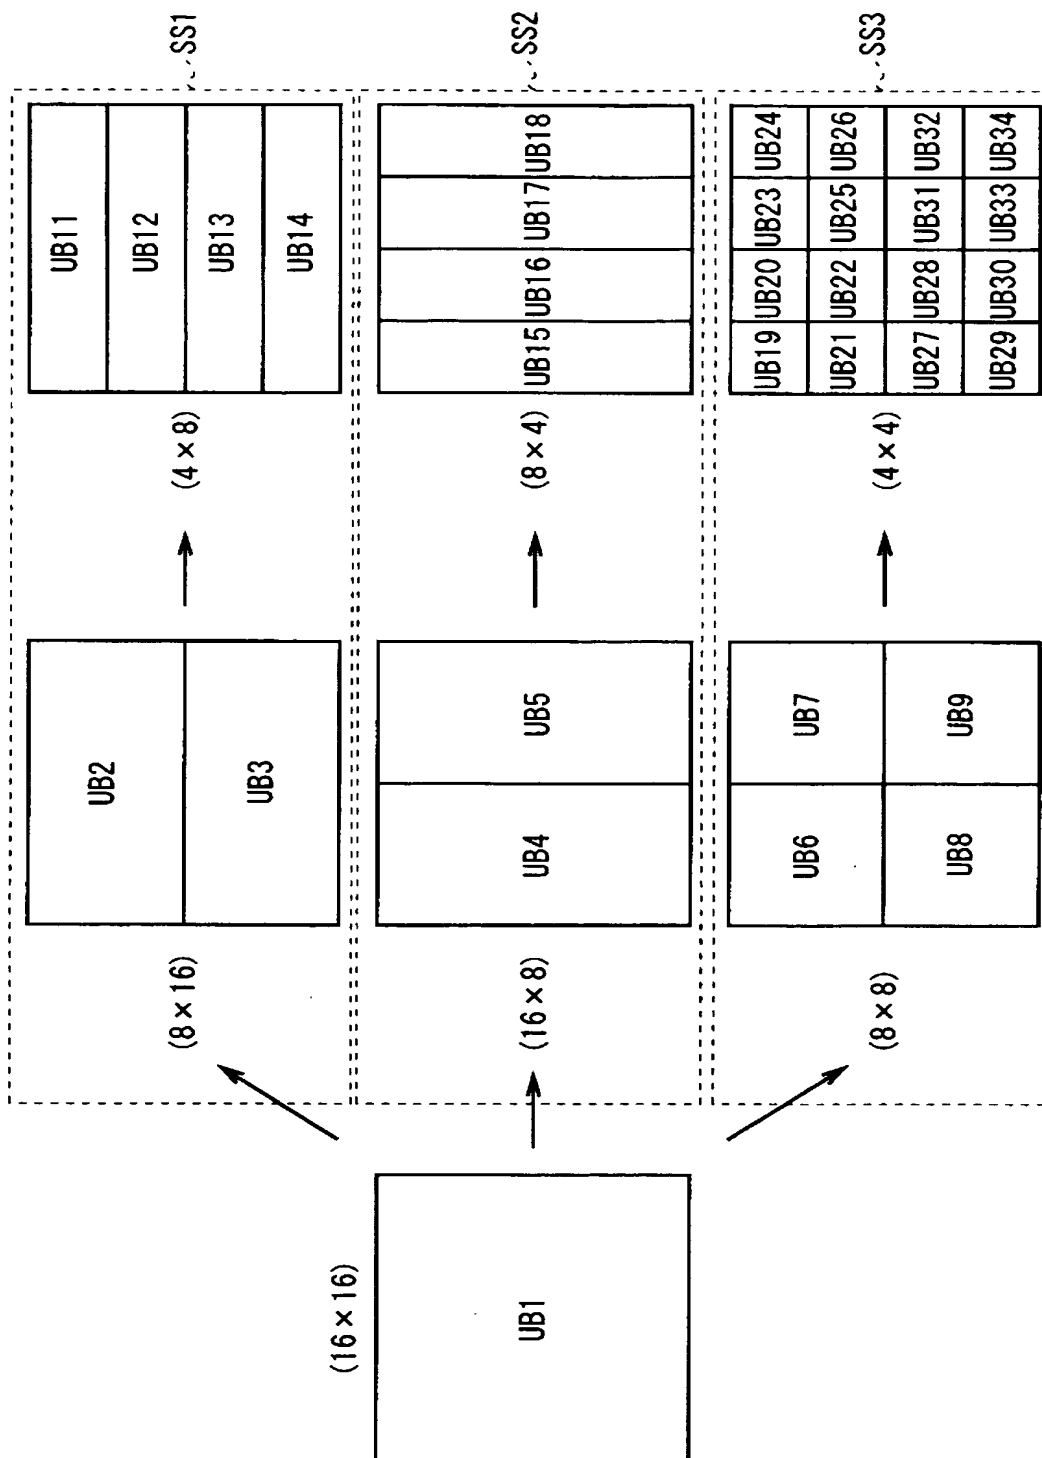 (16×16)
UB1
(8×16)
UB2
UB3
(4×8)
UB11
UB12
UB13
UB14
SS1
(16×8)
UB4 UB5
(8×4)
UB15 UB16 UB17 UB18
SS2
(8×8)
UB6 UB7
UB8 UB9
(4×4)
UB19 UB20 UB23 UB24
UB21 UB22 UB25 UB26
UB27 UB28 UB31 UB32
UB29 UB30 UB33 UB34
SS3